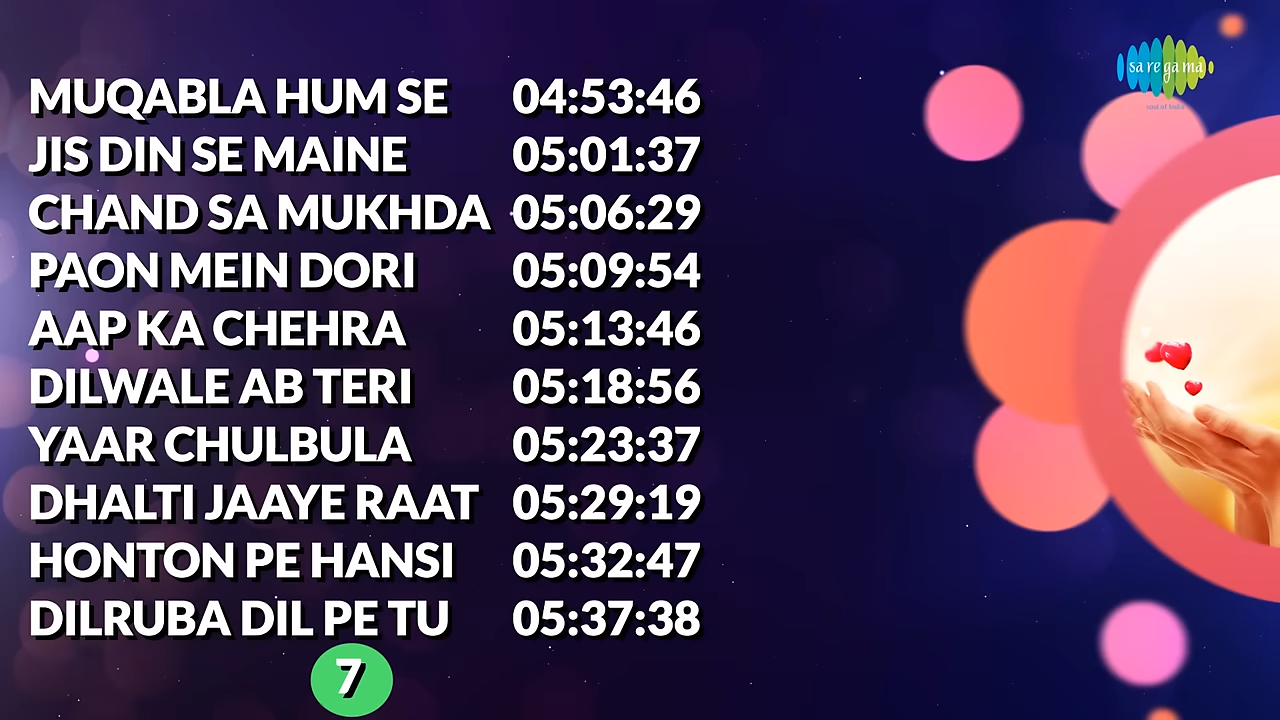 sa re ga ma
soul of India
MUQABLA HUM SE 04:53:46
JIS DIN SE MAINE 05:01:37
CHAND SA MUKHDA 05:06:29
PAON MEIN DORI 05:09:54
AAP KA CHEHRA 05:13:46
DILWALE AB TERI 05:18:56
YAAR CHULBULA 05:23:37
DHALTI JAAYE RAAT 05:29:19
HONTON PE HANSI 05:32:47
DILRUBA DIL PE TU 05:37:38
7